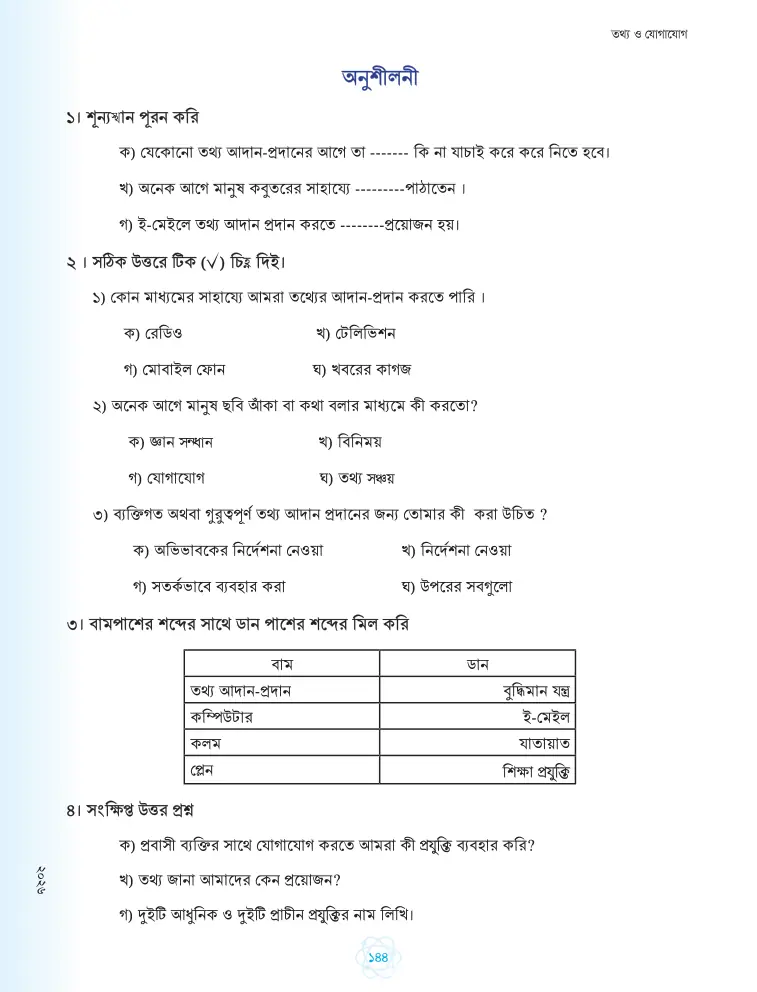 তথ্য ও যোগাযোগ
অনুশীলনী
১। শূন্যস্থান পূরন করি
ক) যেকোনো তথ্য আদান-প্রদানের আগে তা ------- কি না যাচাই করে করে নিতে হবে।
খ) অনেক আগে মানুষ কবুতরের সাহায্যে ---------পাঠাতেন ।
গ) ই-মেইলে তথ্য আদান প্রদান করতে --------প্রয়োজন হয়।
২ । সঠিক উত্তরে টিক (√) চিহ্ন দিই।
১) কোন মাধ্যমের সাহায্যে আমরা তথ্যের আদান-প্রদান করতে পারি ।
ক) রেডিও খ) টেলিভিশন
গ) মোবাইল ফোন ঘ) খবরের কাগজ
২) অনেক আগে মানুষ ছবি আঁকা বা কথা বলার মাধ্যমে কী করতো?
ক) জ্ঞান সন্ধান খ) বিনিময়
গ) যোগাযোগ ঘ) তথ্য সঞ্চয়
৩) ব্যক্তিগত অথবা গুরুত্বপূর্ণ তথ্য আদান প্রদানের জন্য তোমার কী করা উচিত ?
ক) অভিভাবকের নির্দেশনা নেওয়া খ) নির্দেশনা নেওয়া
গ) সতর্কভাবে ব্যবহার করা ঘ) উপরের সবগুলো
৩। বামপাশের শব্দের সাথে ডান পাশের শব্দের মিল করি
বাম ডান
তথ্য আদান-প্রদান বুদ্ধিমান যন্ত্র
কম্পিউটার ই-মেইল
কলম যাতায়াত
প্লেন শিক্ষা প্রযুক্তি
৪। সংক্ষিপ্ত উত্তর প্রশ্ন
ক) প্রবাসী ব্যক্তির সাথে যোগাযোগ করতে আমরা কী প্রযুক্তি ব্যবহার করি?
খ) তথ্য জানা আমাদের কেন প্রয়োজন?
গ) দুইটি আধুনিক ও দুইটি প্রাচীন প্রযুক্তির নাম লিখি।
২০২৫
১৪৪